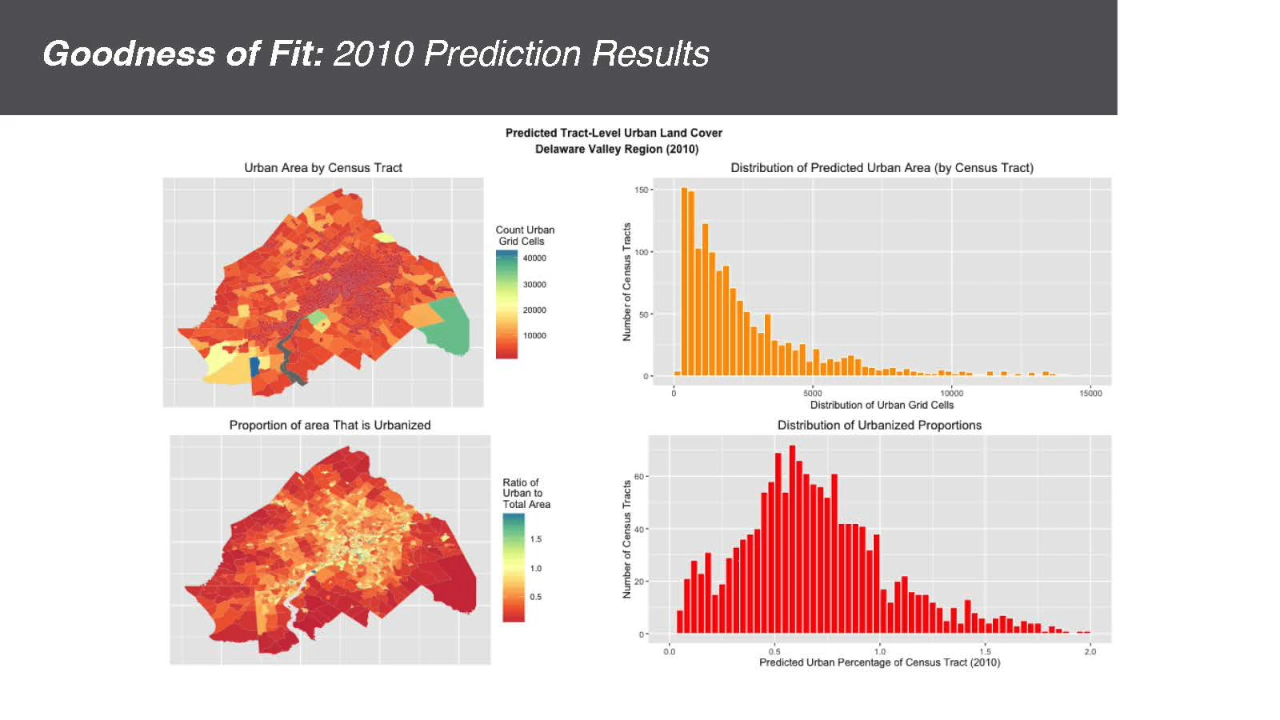 Goodness of Fit: 2010 Prediction Results
Predicted Tract-Level Urban Land Cover
Delaware Valley Region (2010)
Urban Area by Census Tract
Count Urban
Grid Cells
40000
30000
20000
10000
Distribution of Predicted Urban Area (by Census Tract)
Number of Census Tracts
150
100
50
0
0
5000
10000
15000
Distribution of Urban Grid Cells
Proportion of area That is Urbanized
Ratio of
Urban to
Total Area
1.5
1.0
0.5
Distribution of Urbanized Proportions
Number of Census Tracts
60
40
20
0
0.0
0.5
1.0
1.5
2.0
Predicted Urban Percentage of Census Tract (2010)